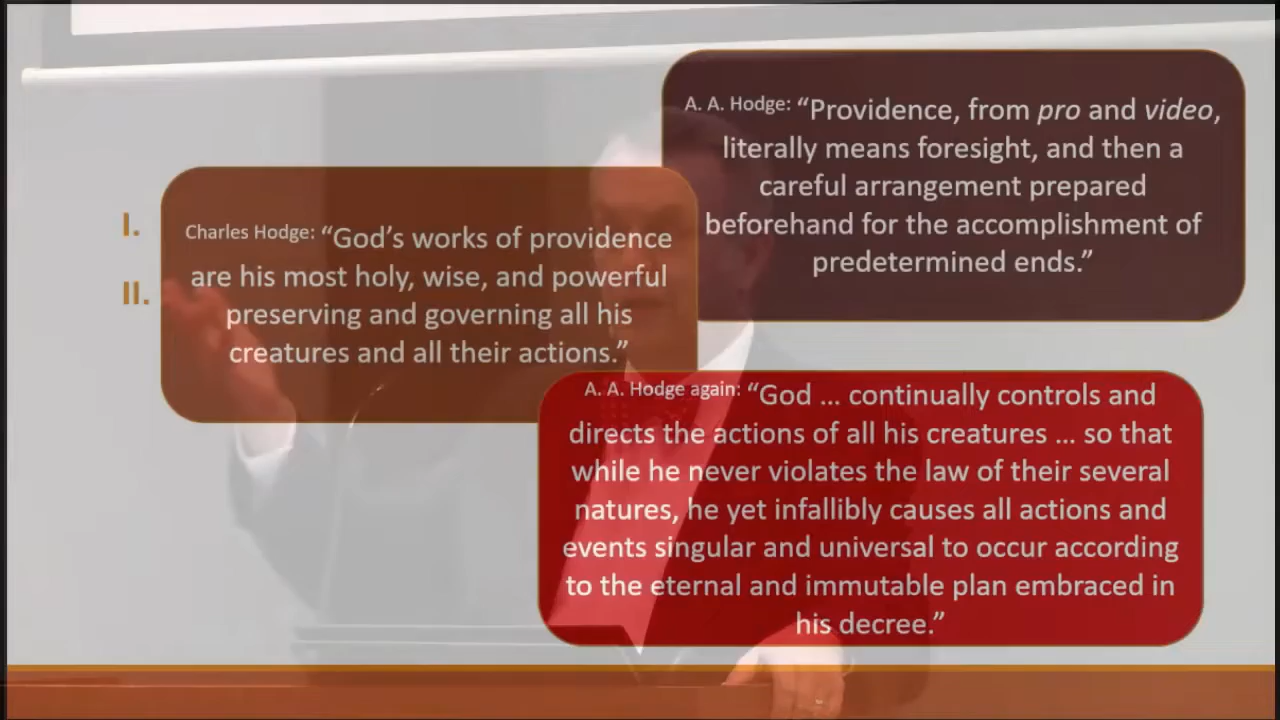 I.
II.
Charles Hodge: “God’s works of providence
are his most holy, wise, and powerful
preserving and governing all his
creatures and all their actions.”
A. A. Hodge: “Providence, from pro and video,
literally means foresight, and then a
careful arrangement prepared
beforehand for the accomplishment of
predetermined ends.”
A. A. Hodge again: “God ... continually controls and
directs the actions of all his creatures ... so that
while he never violates the law of their several
natures, he yet infallibly causes all actions and
events singular and universal to occur according
to the eternal and immutable plan embraced in
his decree.”